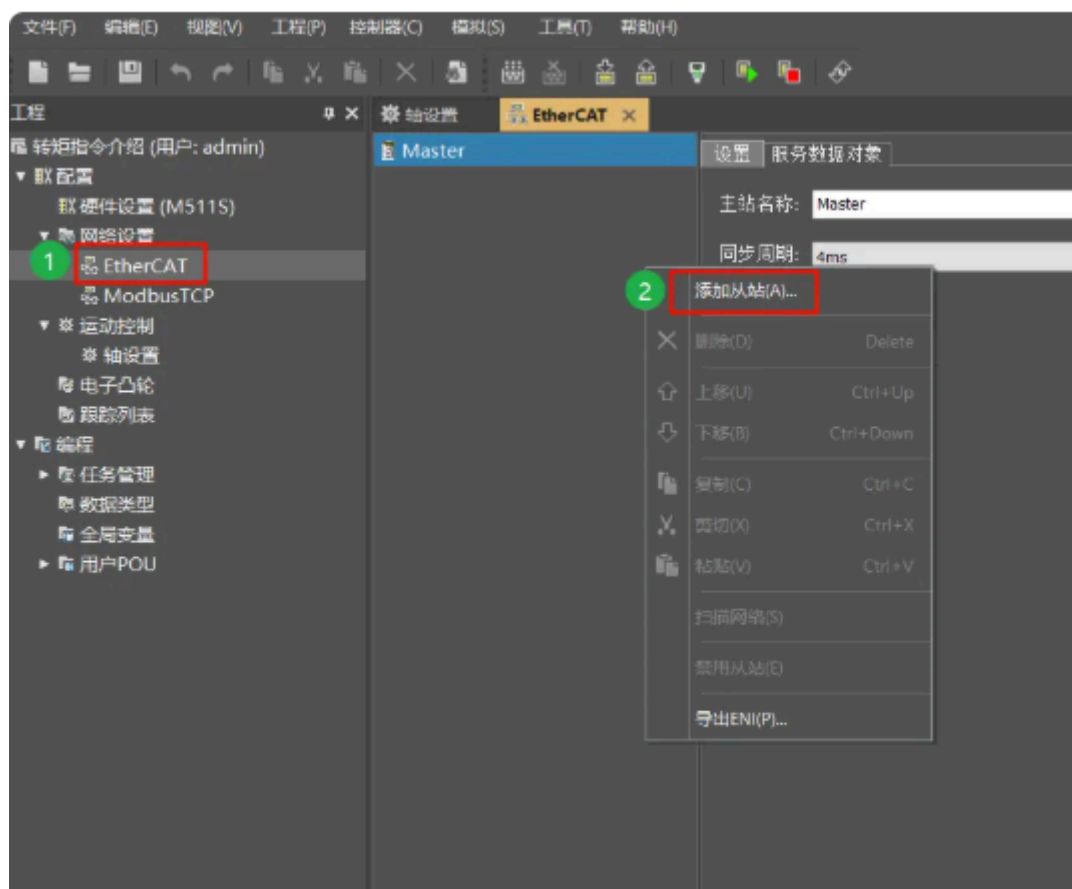 文件(F) 编辑(E) 视图(V) 工程(P) 控制器(C) 模拟(S) 工具(T) 帮助(H)
工程
轴设置
EtherCAT
转矩指令介绍 (用户: admin)
Master
设置 服务数据对象
配置
硬件设置 (M511S)
主站名称: Master
网络设置
同步周期: 4ms
1
EtherCAT
2
添加从站(A)...
ModbusTCP
运动控制
删除(D) Delete
轴设置
电子凸轮
上移(U) Ctrl+Up
跟踪列表
下移(B) Ctrl+Down
编程
任务管理
复制(C) Ctrl+C
数据类型
剪切(X) Ctrl+X
全局变量
用户POU
粘贴(V) Ctrl+V
扫描网络(S)
禁用从站(E)
导出ENI(P)...